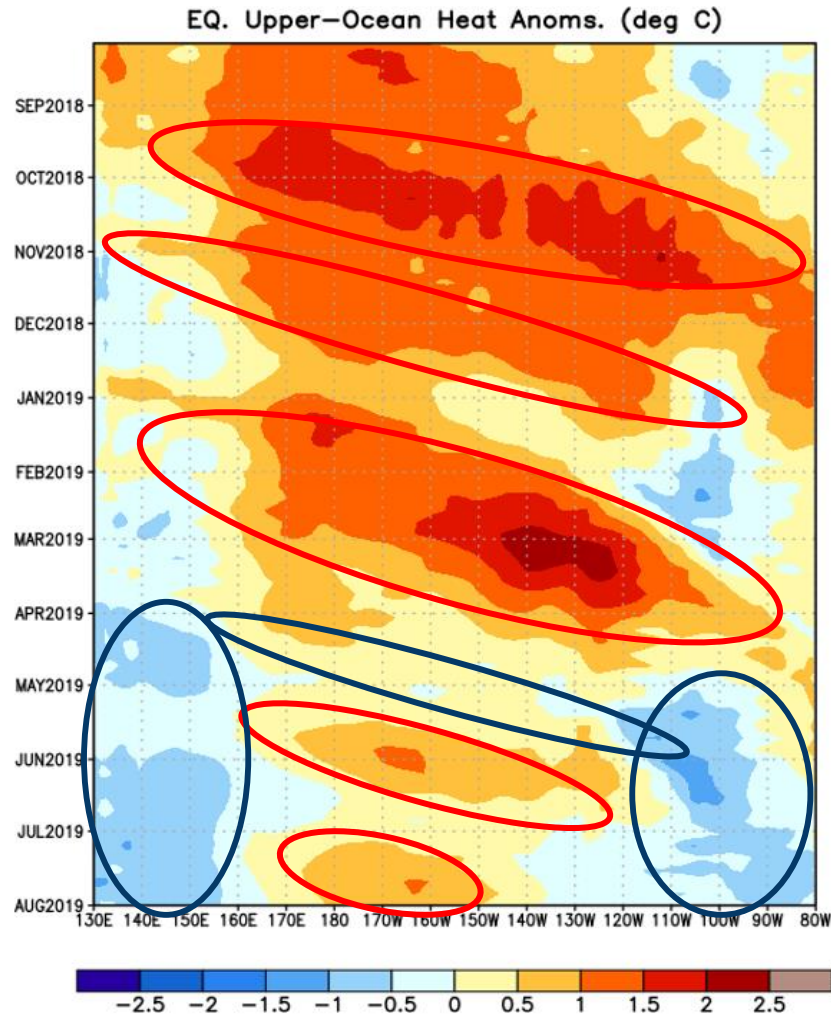 EQ. Upper-Ocean Heat Anoms. (deg C)
SEP2018
OCT2018
NOV2018
DEC2018
JAN2019
FEB2019
MAR2019
APR2019
MAY2019
JUN2019
JUL2019
AUG2019
130E 140E 150E 160E 170E 180 170W 160W 150W 140W 130W 120W 110W 100W 90W 80W
-2.5 -2 -1.5 -1 -0.5 0 0.5 1 1.5 2 2.5